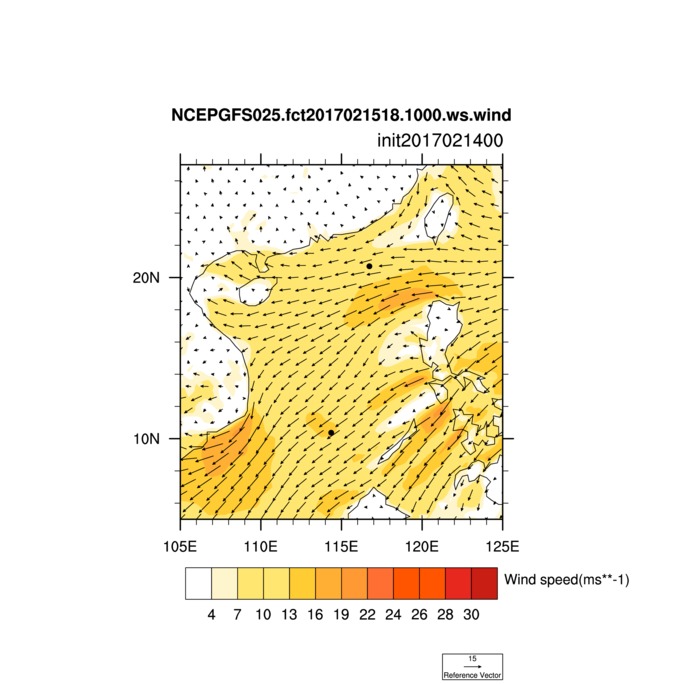 NCEPGFS025.fct2017021518.1000.ws.wind
init2017021400
20N
10N
105E 110E 115E 120E 125E
Wind speed(ms**-1)
4 7 10 13 16 19 22 24 26 28 30
15
Reference Vector